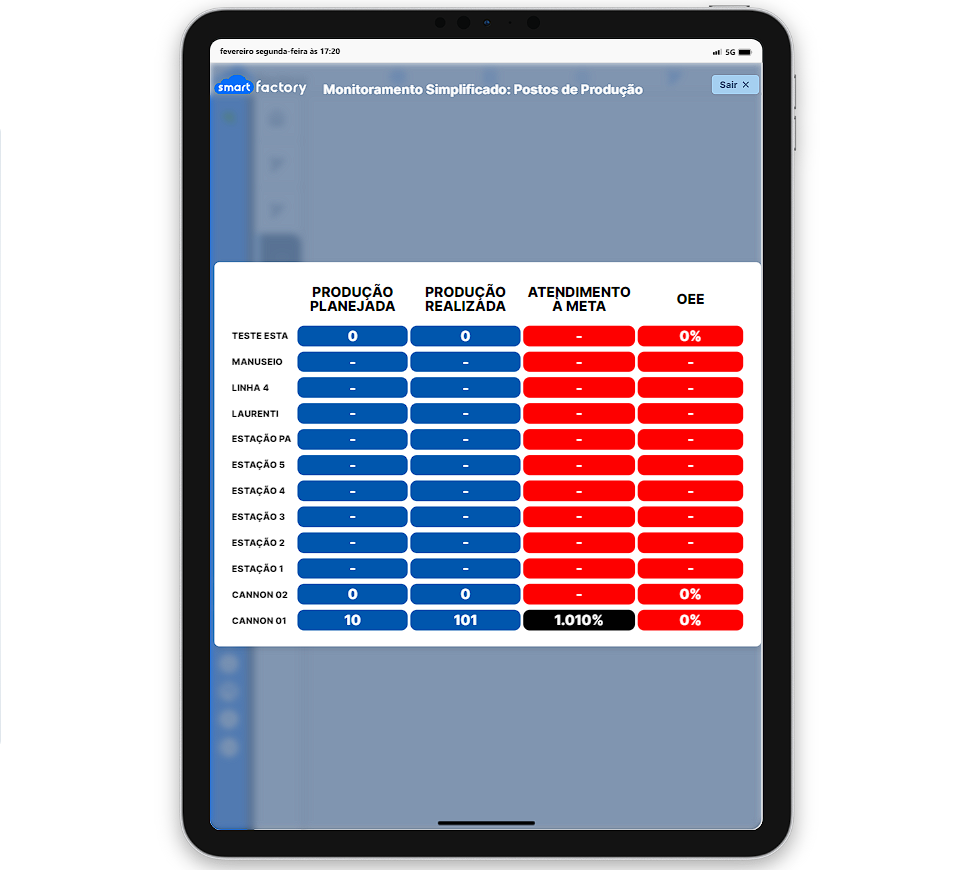 fevereiro segunda-feira às 17:20
5G
smart factory
Monitoramento Simplificado: Postos de Produção
Sair ×
PRODUÇÃO PLANEJADA
PRODUÇÃO REALIZADA
ATENDIMENTO À META
OEE
TESTE ESTA 0 0 - 0%
MANUSEIO - - - -
LINHA 4 - - - -
LAURENTI - - - -
ESTAÇÃO PA - - - -
ESTAÇÃO 5 - - - -
ESTAÇÃO 4 - - - -
ESTAÇÃO 3 - - - -
ESTAÇÃO 2 - - - -
ESTAÇÃO 1 - - - -
CANNON 02 0 0 - 0%
CANNON 01 10 101 1.010% 0%